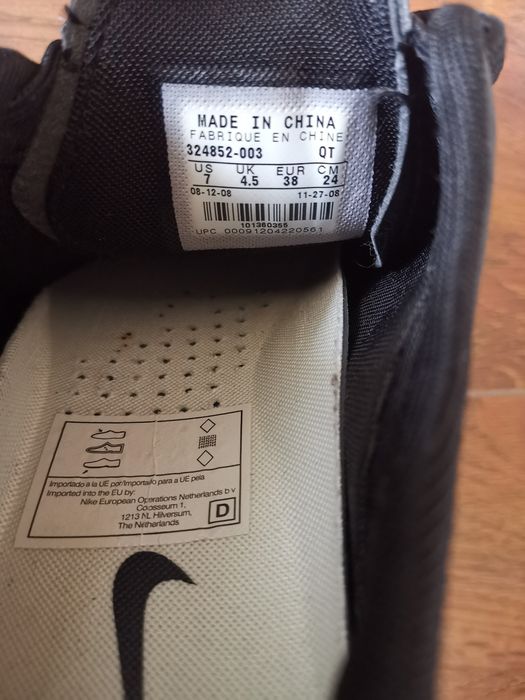 MADE IN CHINA
FABRIQUE EN CHINE
324852-003 QT
US UK EUR CM
7 4.5 38 24
08-12-08 11-27-08
101360355
UPC 00091204220561
Importado a la UE por/Importado para a UE pela
Imported into the EU by:
Nike European Operations Netherlands b v
Colosseum 1,
1213 NL Hilversum,
The Netherlands
D